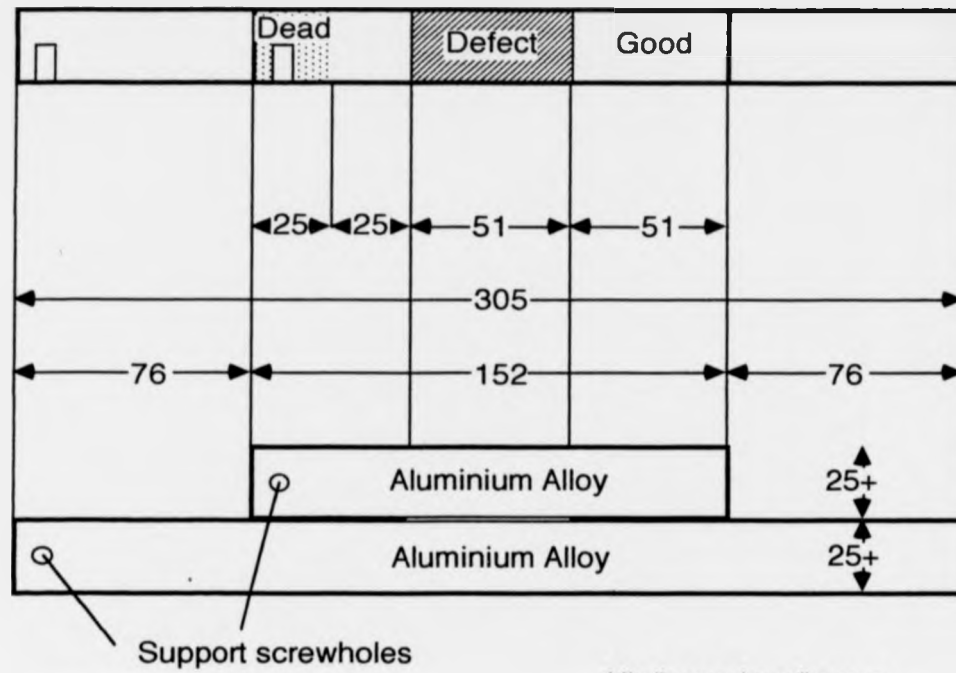 Dead
Defect
Good
25
25
51
51
305
76
152
76
Aluminium Alloy
25+
Aluminium Alloy
25+
Support screwholes